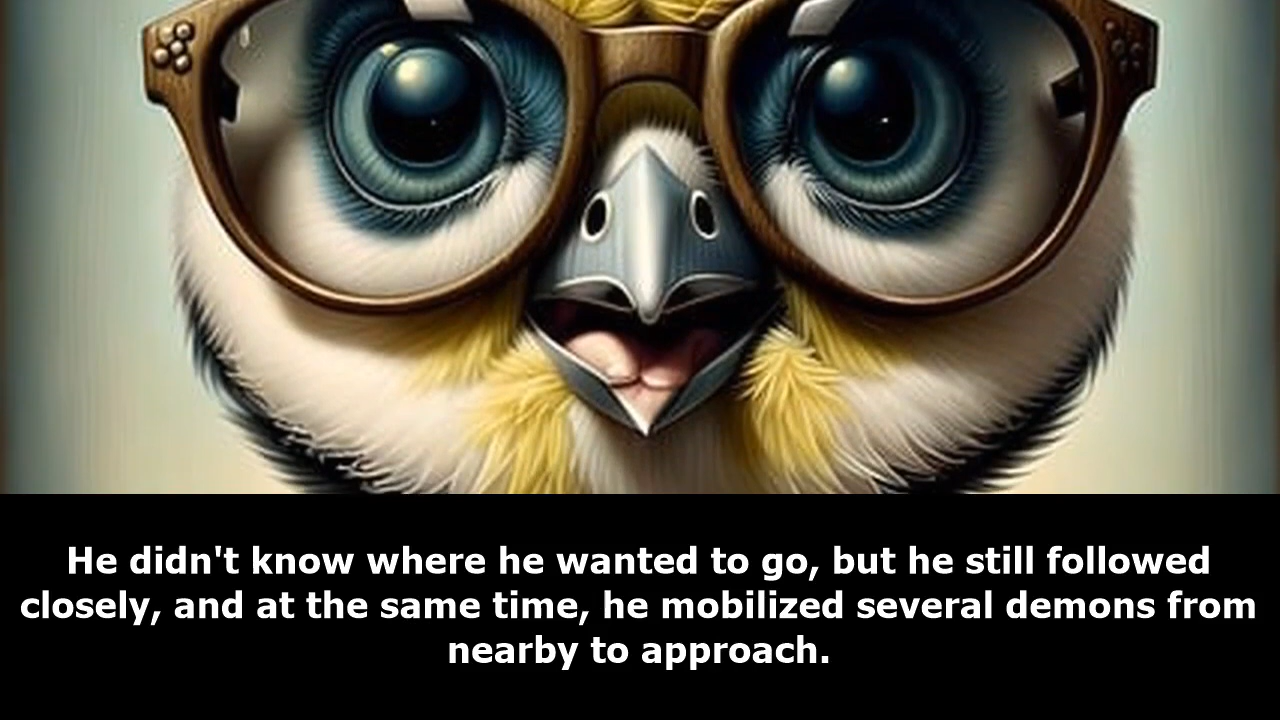 He didn't know where he wanted to go, but he still followed
closely, and at the same time, he mobilized several demons from
nearby to approach.